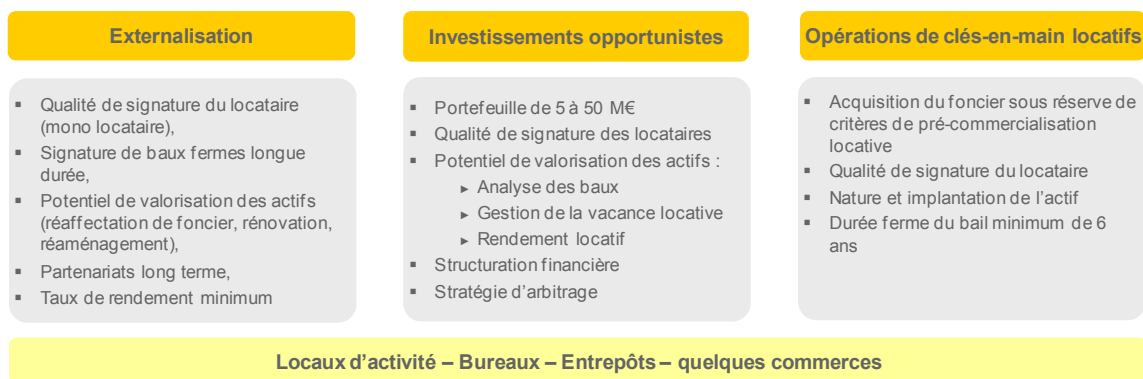 Externalisation
Qualité de signature du locataire
(mono locataire),
Signature de baux fermes longue
durée,
Potentiel de valorisation des actifs
(réaffectation de foncier, rénovation,
réaménagement),
Partenariats long terme,
Taux de rendement minimum
Investissements opportunistes
Portefeuille de 5 à 50 M€
Qualité de signature des locataires
Potentiel de valorisation des actifs :
Analyse des baux
Gestion de la vacance locative
Rendement locatif
Structuration financière
Stratégie d'arbitrage
Opérations de clés-en-main locatifs
Acquisition du foncier sous réserve de
critères de pré-commercialisation
locative
Qualité de signature du locataire
Nature et implantation de l'actif
Durée ferme du bail minimum de 6
ans
Locaux d'activité – Bureaux – Entrepôts – quelques commerces